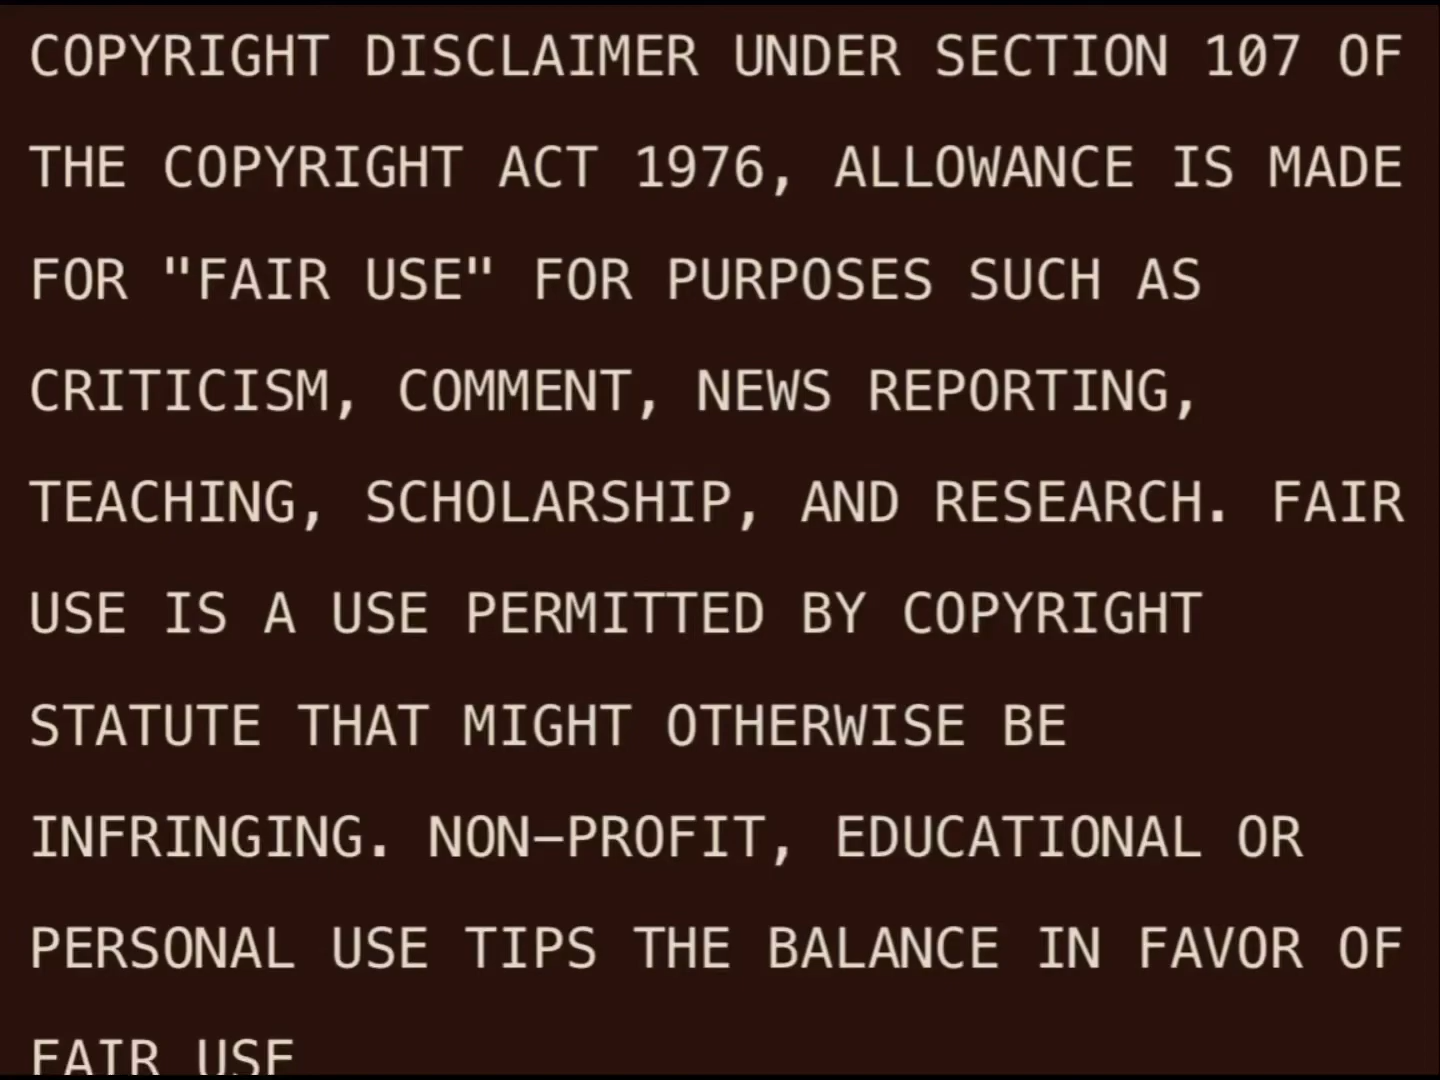 COPYRIGHT DISCLAIMER UNDER SECTION 107 OF
THE COPYRIGHT ACT 1976, ALLOWANCE IS MADE
FOR "FAIR USE" FOR PURPOSES SUCH AS
CRITICISM, COMMENT, NEWS REPORTING,
TEACHING, SCHOLARSHIP, AND RESEARCH. FAIR
USE IS A USE PERMITTED BY COPYRIGHT
STATUTE THAT MIGHT OTHERWISE BE
INFRINGING. NON-PROFIT, EDUCATIONAL OR
PERSONAL USE TIPS THE BALANCE IN FAVOR OF
FAIR USE